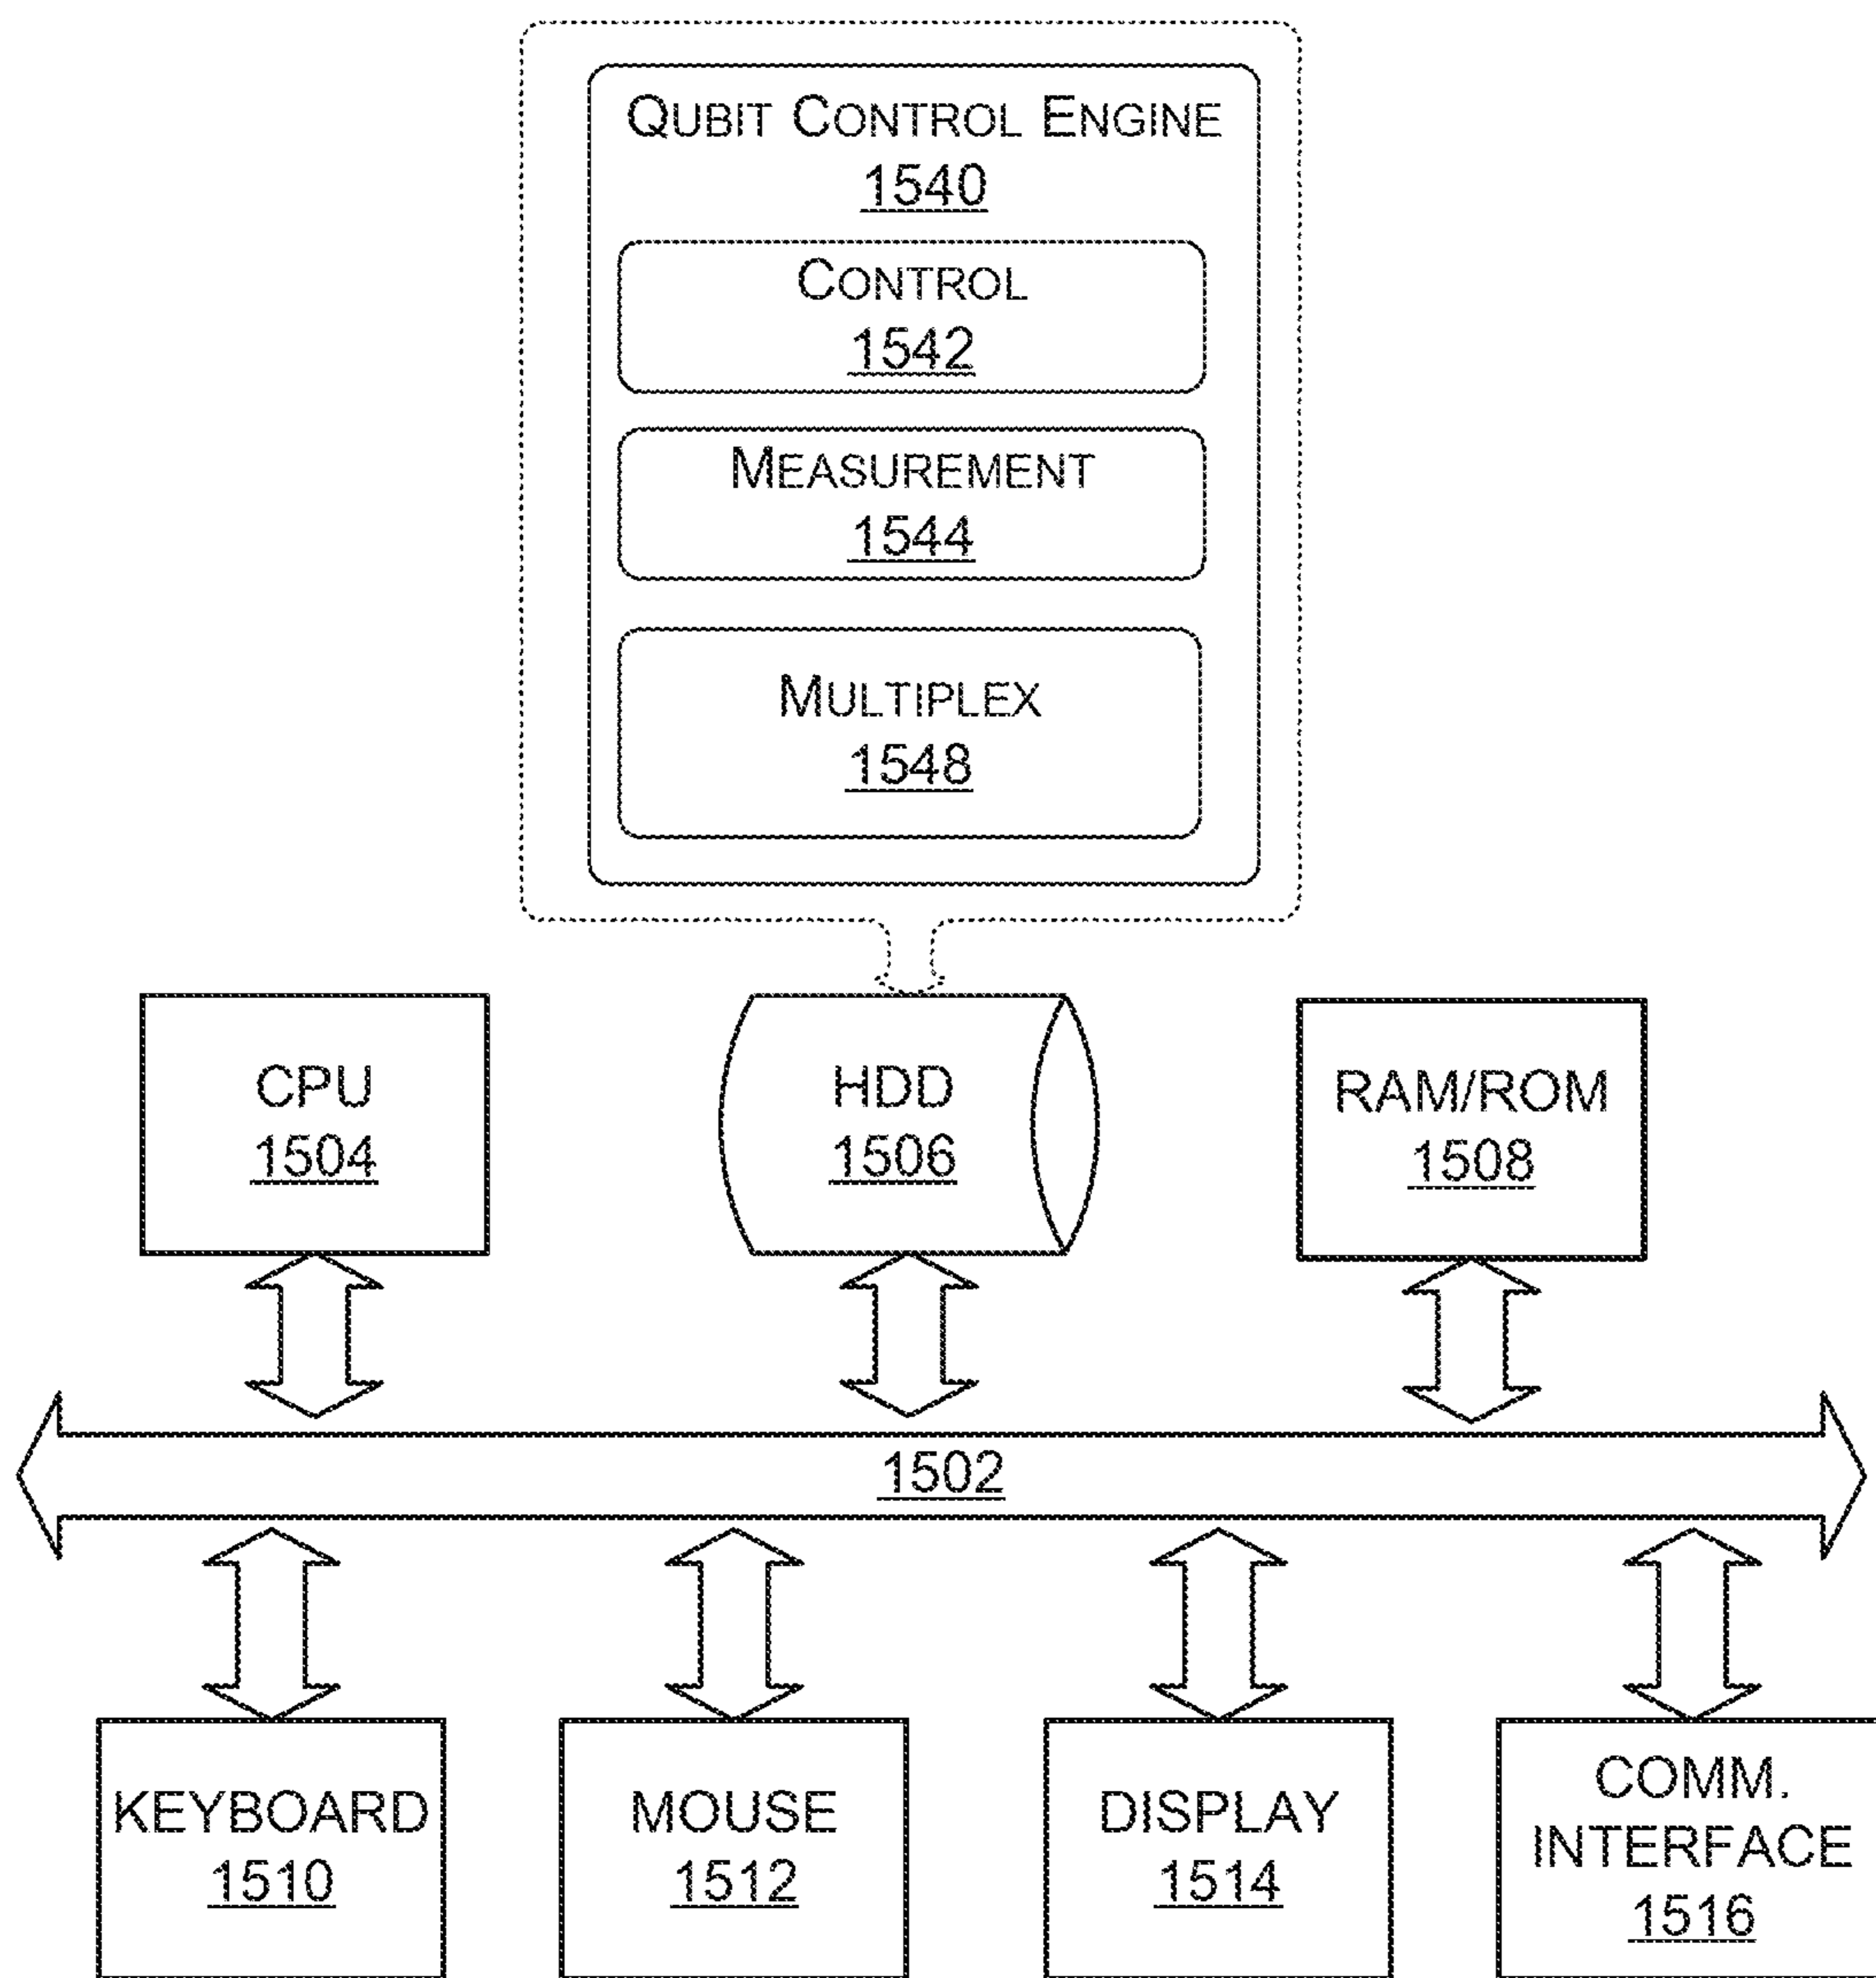 QUBIT CONTROL ENGINE
1540
CONTROL
1542
MEASUREMENT
1544
MULTIPLEX
1548
CPU
1504
HDD
1506
RAM/ROM
1508
1502
KEYBOARD
1510
MOUSE
1512
DISPLAY
1514
COMM.
INTERFACE
1516